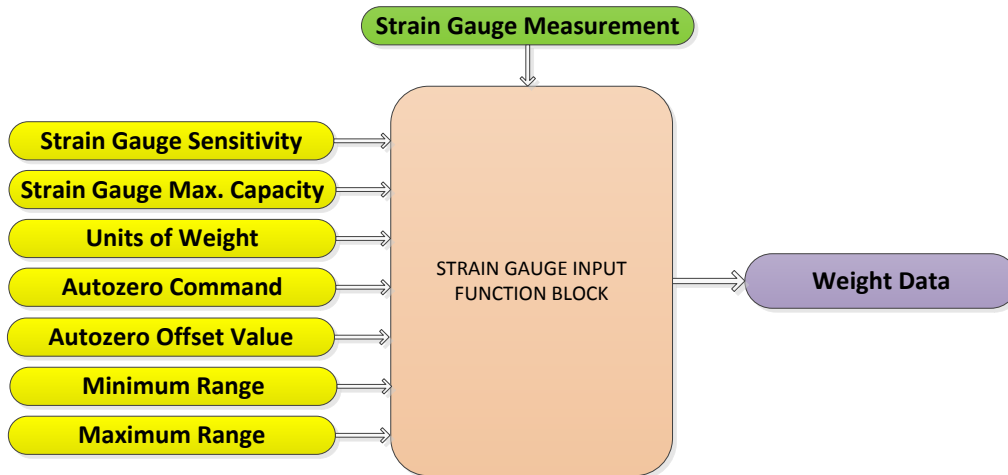 Strain Gauge Measurement
Strain Gauge Sensitivity
Strain Gauge Max. Capacity
Units of Weight
Autozero Command
Autozero Offset Value
Minimum Range
Maximum Range
STRAIN GAUGE INPUT
FUNCTION BLOCK
Weight Data